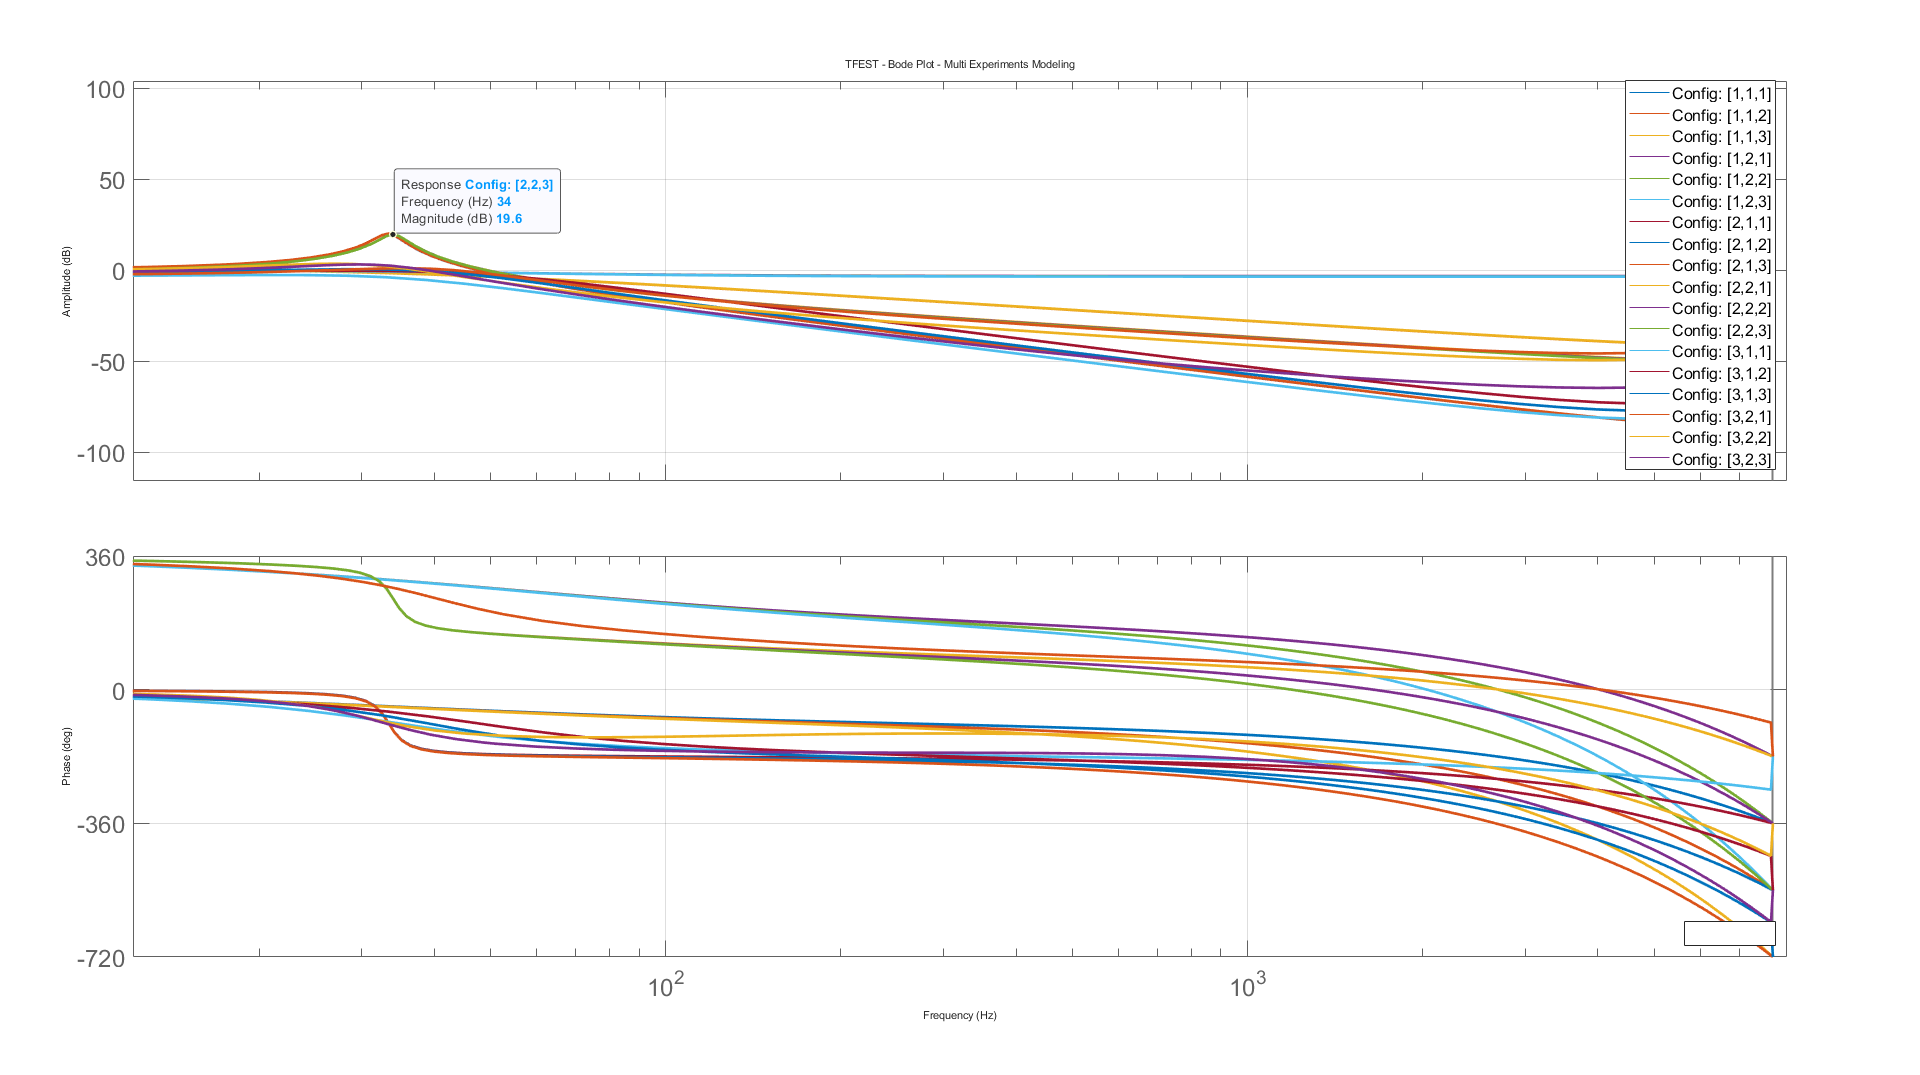 TFEST - Bode Plot - Multi Experiments Modeling
100
50
0
-50
-100
Amplitude (dB)
Response Config: [2,2,3]
Frequency (Hz) 34
Magnitude (dB) 19.6
Config: [1,1,1]
Config: [1,1,2]
Config: [1,1,3]
Config: [1,2,1]
Config: [1,2,2]
Config: [1,2,3]
Config: [2,1,1]
Config: [2,1,2]
Config: [2,1,3]
Config: [2,2,1]
Config: [2,2,2]
Config: [2,2,3]
Config: [3,1,1]
Config: [3,1,2]
Config: [3,1,3]
Config: [3,2,1]
Config: [3,2,2]
Config: [3,2,3]
360
0
-360
-720
Phase (deg)
10²
10³
Frequency (Hz)